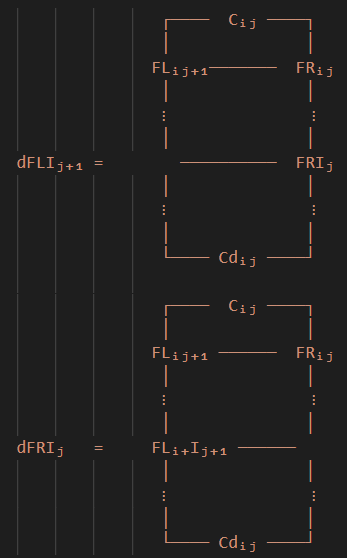 ┌──── Cᵢⱼ ────┐
│ │
FLᵢⱼ₊₁─────── FRᵢⱼ
│ │
⋮ ⋮
│ │
dFLIⱼ₊₁ = ────────── FRIⱼ
│ │
⋮ ⋮
│ │
└──── Cdᵢⱼ ────┘
┌──── Cᵢⱼ ────┐
│ │
FLᵢⱼ₊₁ ────── FRᵢⱼ
│ │
⋮ ⋮
│ │
dFRIⱼ = FLᵢ₊Iⱼ₊₁ ──────
│ │
⋮ ⋮
│ │
└──── Cdᵢⱼ ────┘